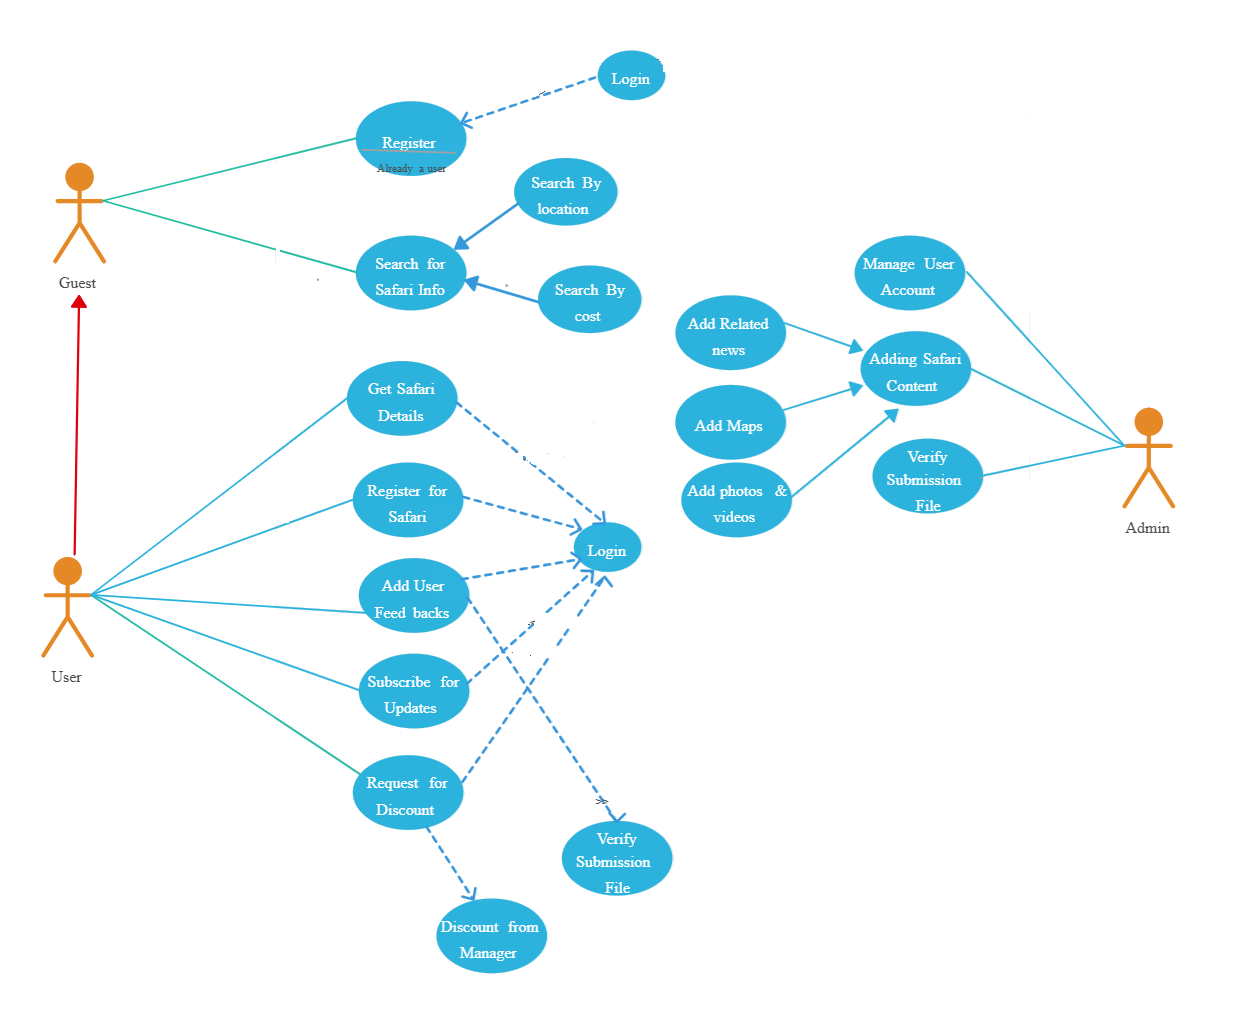 Login
Register
Already a user
Search By
location
Guest
Search for
Safari Info
Search By
cost
Manage User
Account
Add Related
news
Adding Safari
Content
Get Safari
Details
Add Maps
Verify
Submission
File
Add photos &
videos
Admin
Register for
Safari
Login
Add User
Feed backs
User
Subscribe for
Updates
Request for
Discount
Verify
Submission
File
Discount from
Manager